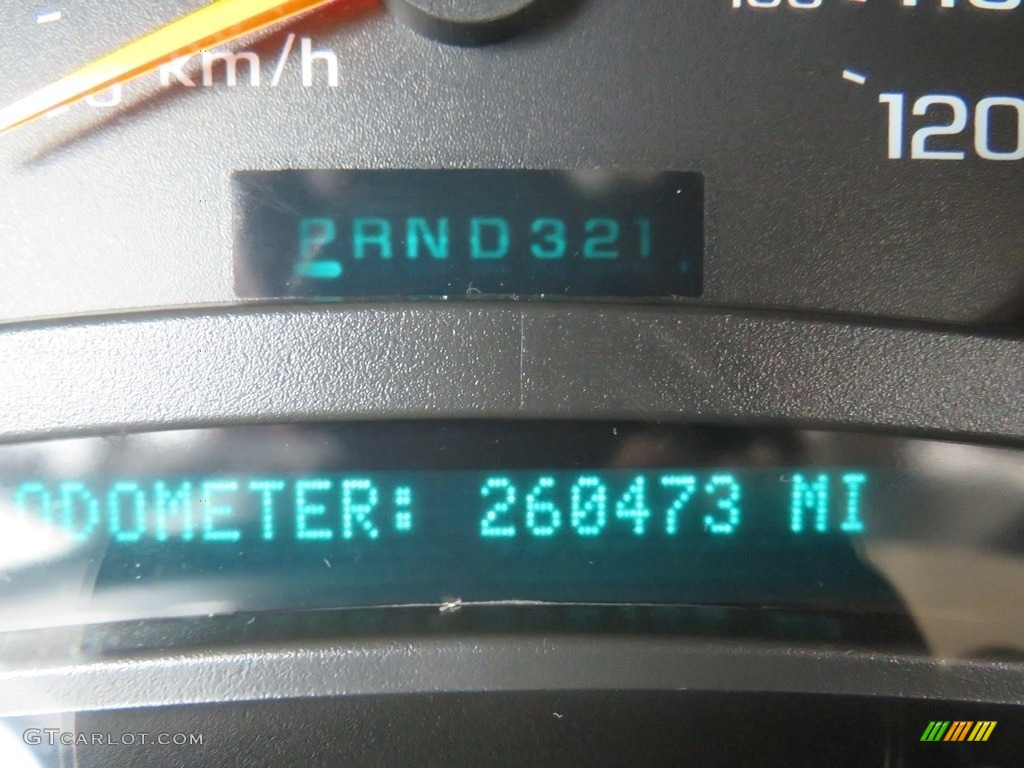 km/h
120
PRND321
ODOMETER: 260473 MI
GTCARLOT.COM